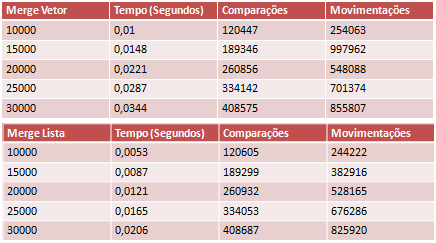 Merge Vetor Tempo (Segundos) Comparações Movimentações
10000 0,01 120447 254063
15000 0,0148 189346 997962
20000 0,0221 260856 548088
25000 0,0287 334142 701374
30000 0,0344 408575 855807
Merge Lista Tempo (Segundos) Comparações Movimentações
10000 0,0053 120605 244222
15000 0,0087 189299 382916
20000 0,0121 260932 528165
25000 0,0165 334053 676286
30000 0,0206 408687 825920